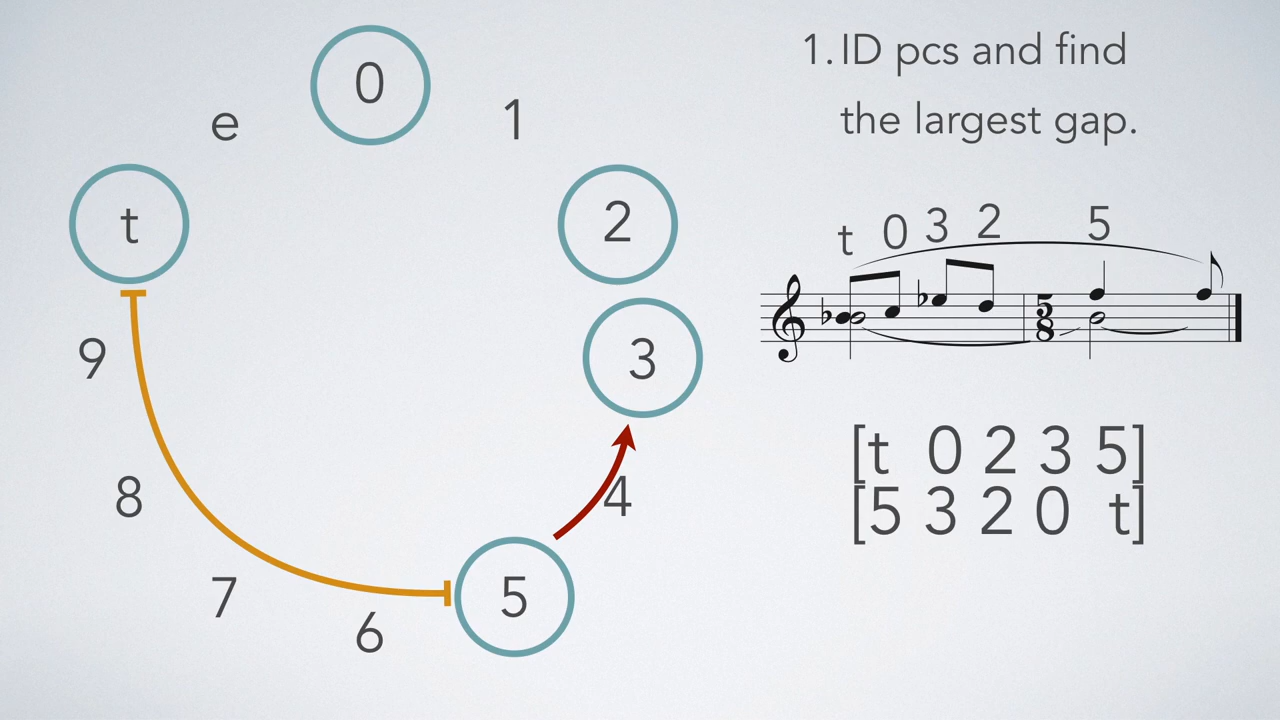 1. ID pcs and find
the largest gap.
0
e
1
t
2
9
3
8
4
7
5
6
t 0 3 2 5
5
8
[t 0 2 3 5]
[5 3 2 0 t]